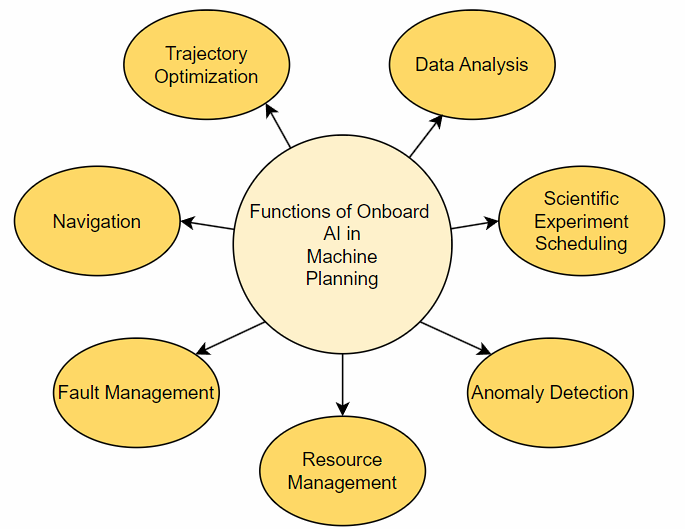 Trajectory
Optimization
Data Analysis
Navigation
Functions of Onboard
AI in
Machine
Planning
Scientific
Experiment
Scheduling
Fault Management
Anomaly Detection
Resource
Management